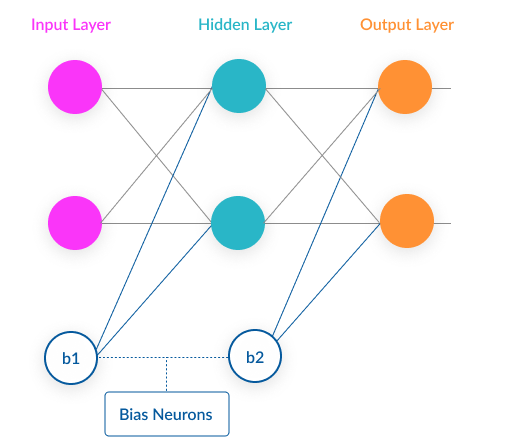 Input Layer
Hidden Layer
Output Layer
b1
b2
Bias Neurons